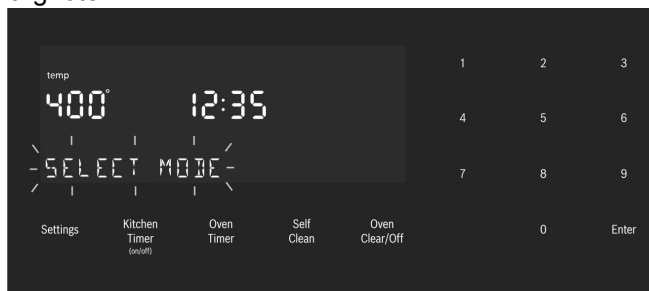 temp
400° 12:35
SELECT MODE
1 2 3
4 5 6
7 8 9
0 Enter
Settings
Kitchen
Timer
(on/off)
Oven
Timer
Self
Clean
Oven
Clear/Off